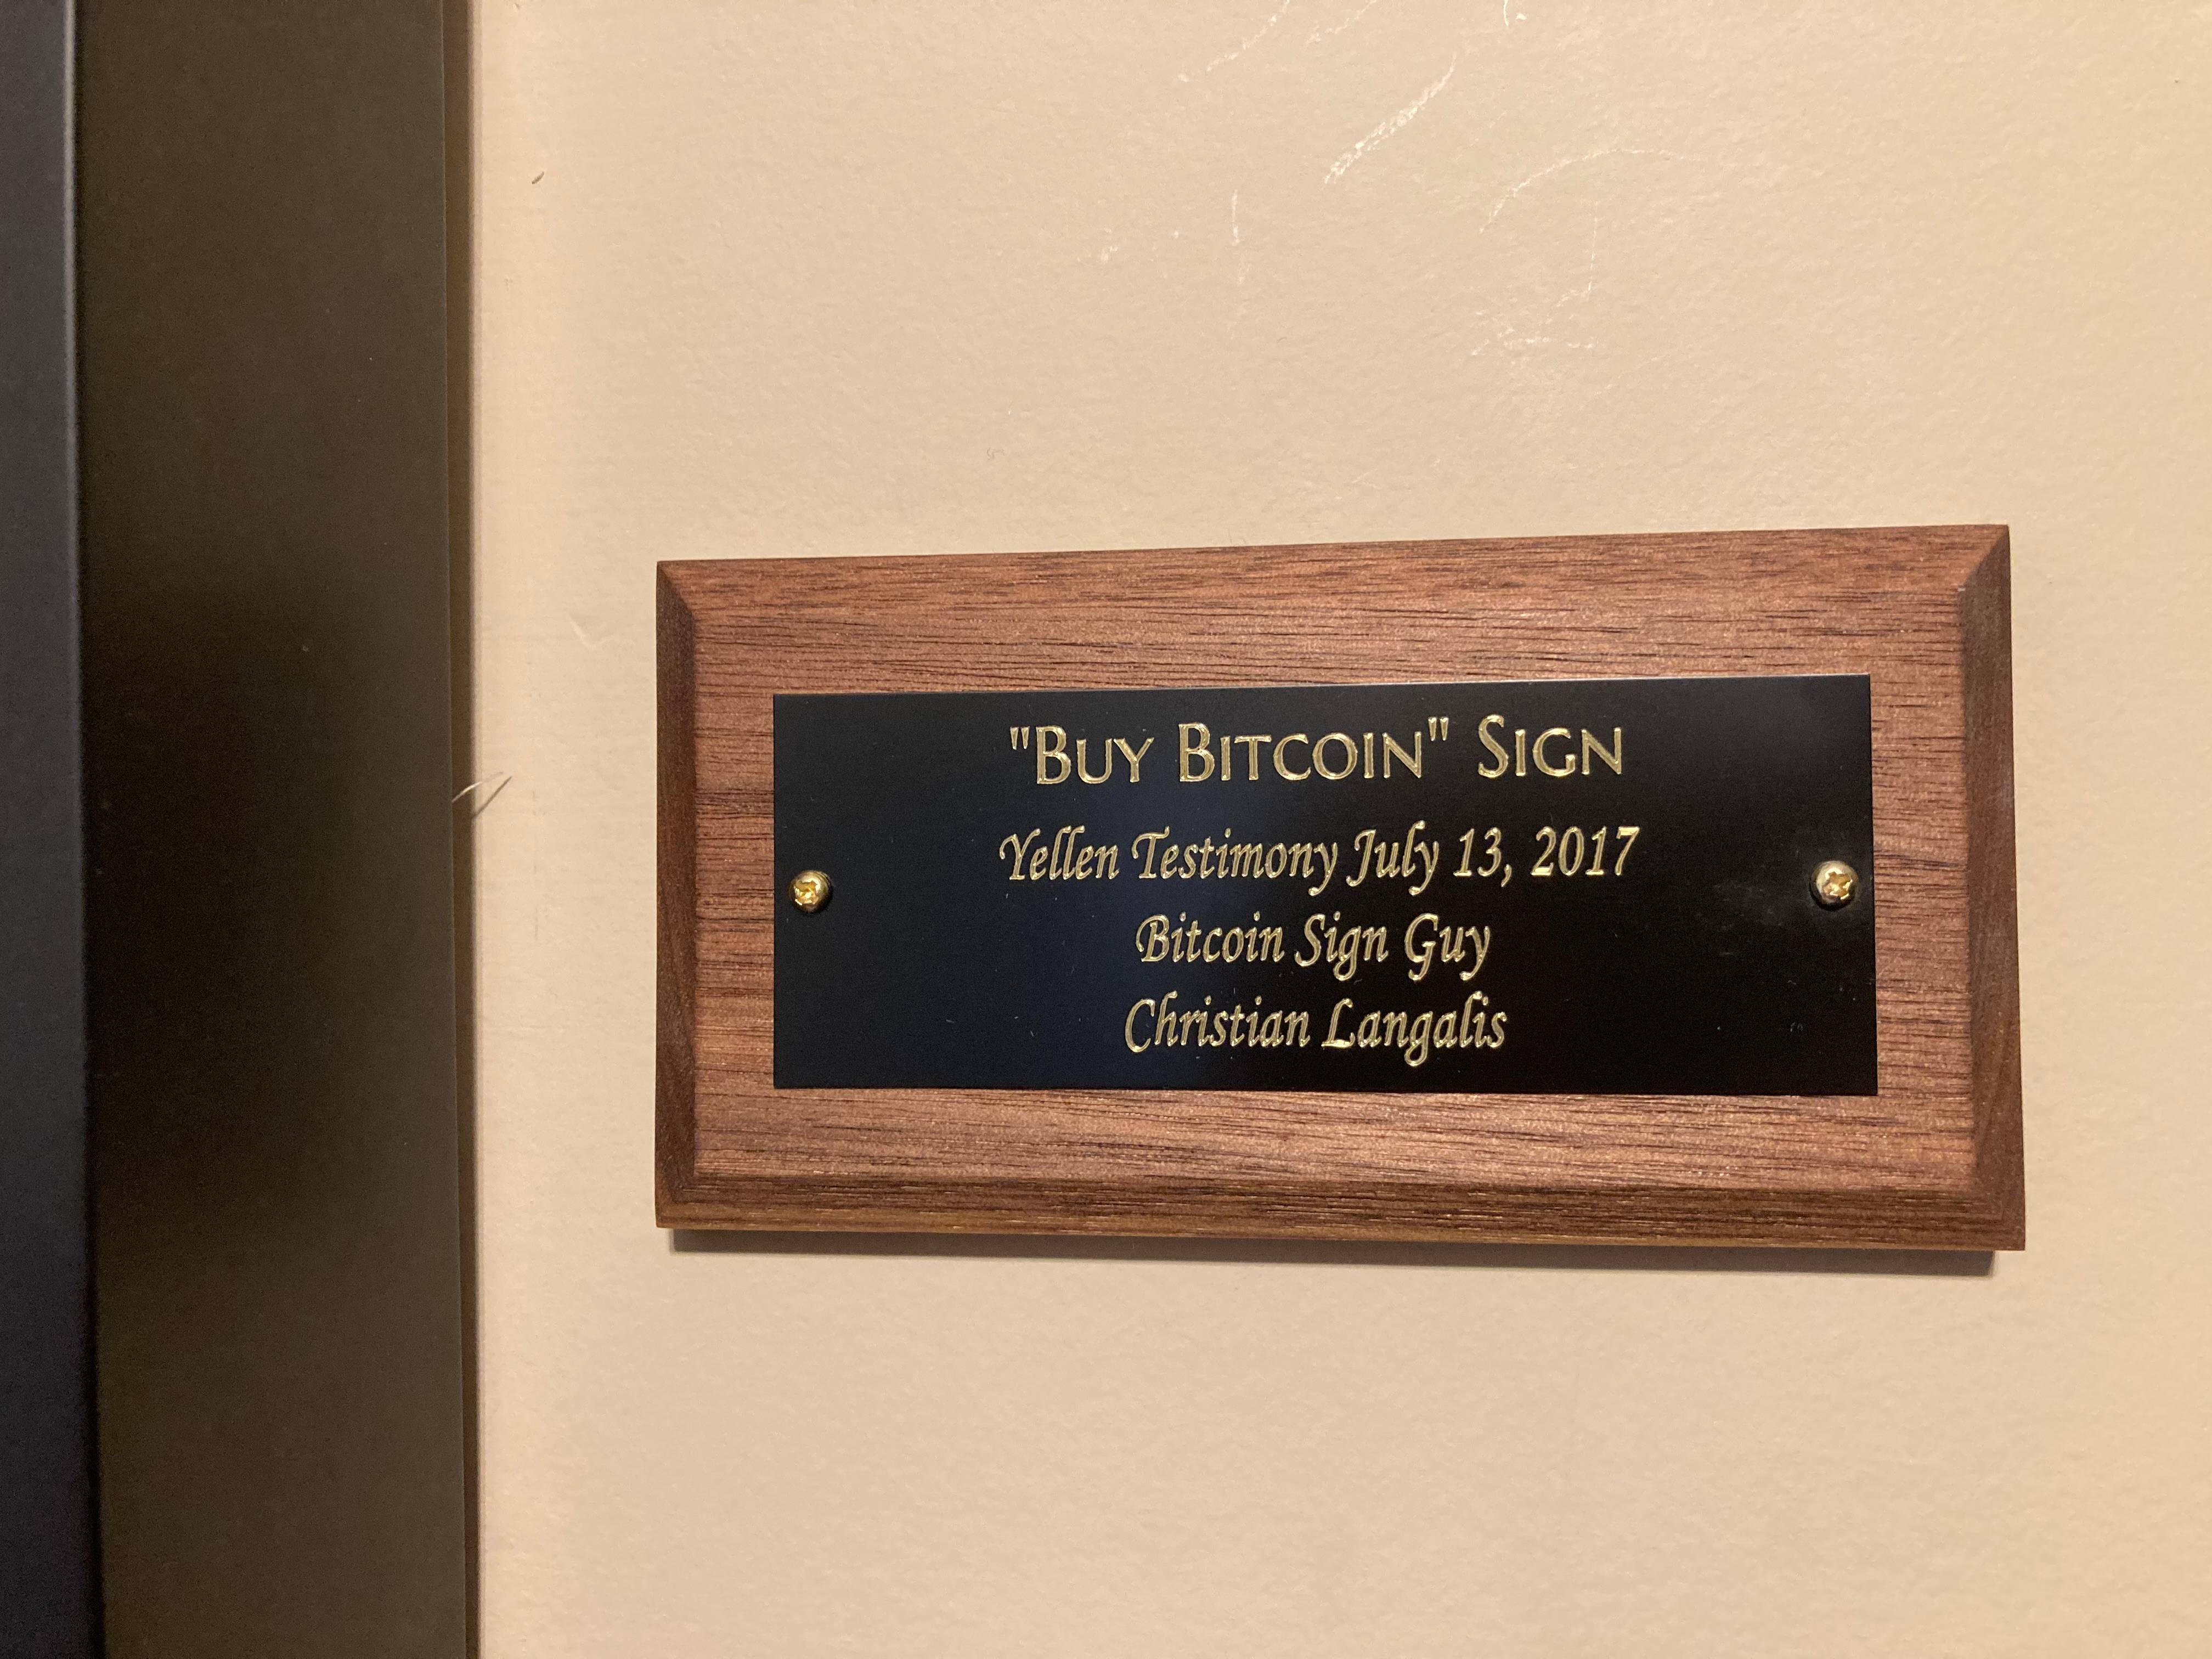 "BUY BITCOIN" SIGN
Yellen Testimony July 13, 2017
Bitcoin Sign Guy
Christian Langalis